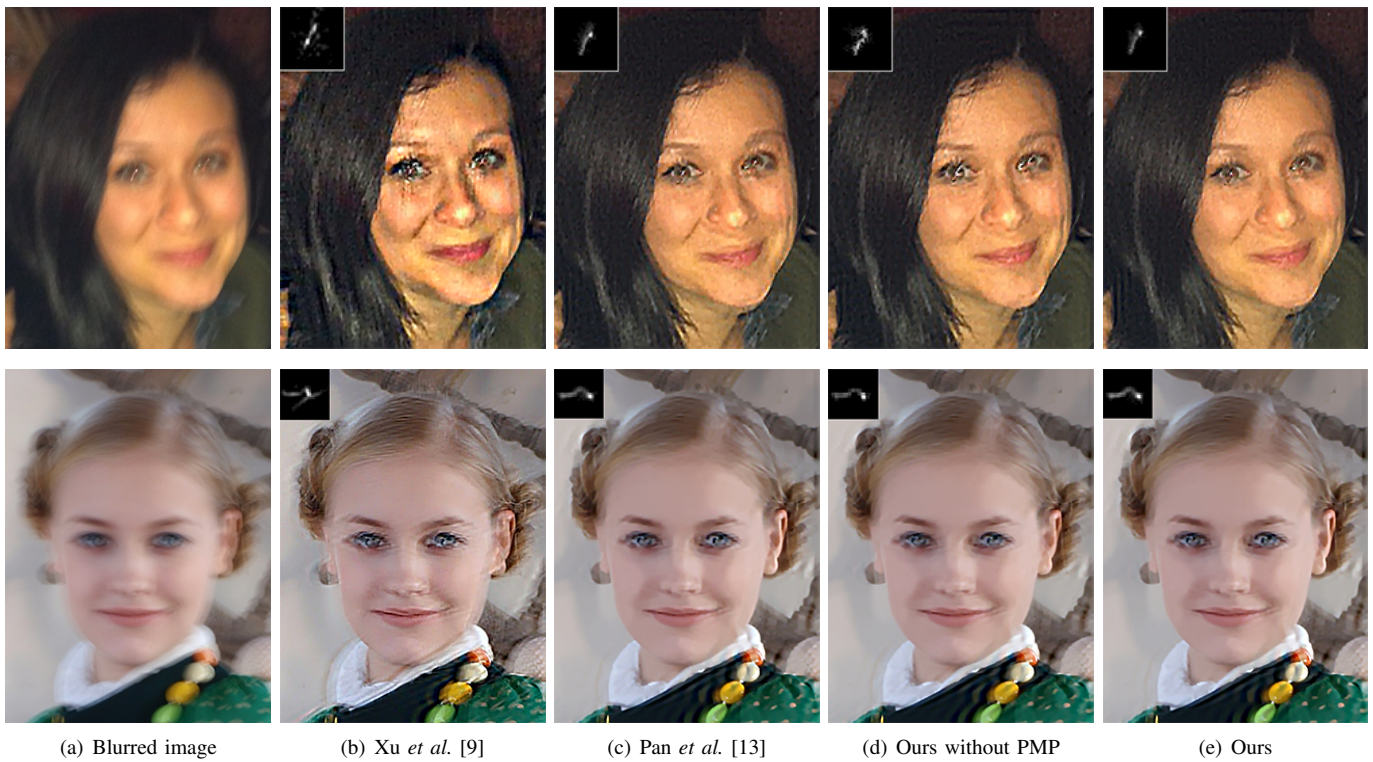 (a) Blurred image
(b) Xu et al. [9]
(c) Pan et al. [13]
(d) Ours without PMP
(e) Ours